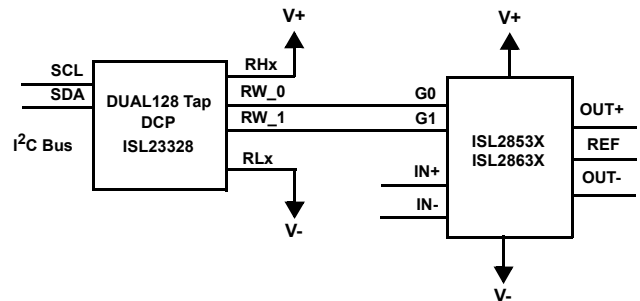 V+
V+
SCL
SDA
I²C Bus
DUAL128 Tap
DCP
ISL23328
RHx
RW_0
RW_1
RLx
V-
G0
G1
IN+
IN-
ISL2853X
ISL2863X
OUT+
REF
OUT-
V-